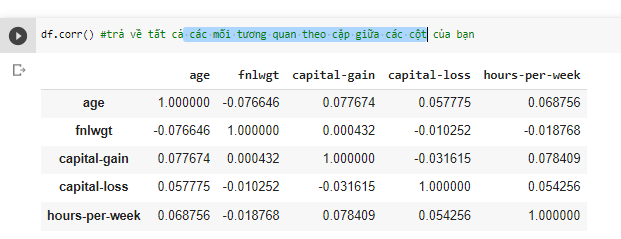 df.corr() #trả về tất cả các mối tương quan theo cặp giữa các cột của bạn
age fnlwgt capital-gain capital-loss hours-per-week
age 1.000000 -0.076646 0.077674 0.057775 0.068756
fnlwgt -0.076646 1.000000 0.000432 -0.010252 -0.018768
capital-gain 0.077674 0.000432 1.000000 -0.031615 0.078409
capital-loss 0.057775 -0.010252 -0.031615 1.000000 0.054256
hours-per-week 0.068756 -0.018768 0.078409 0.054256 1.000000